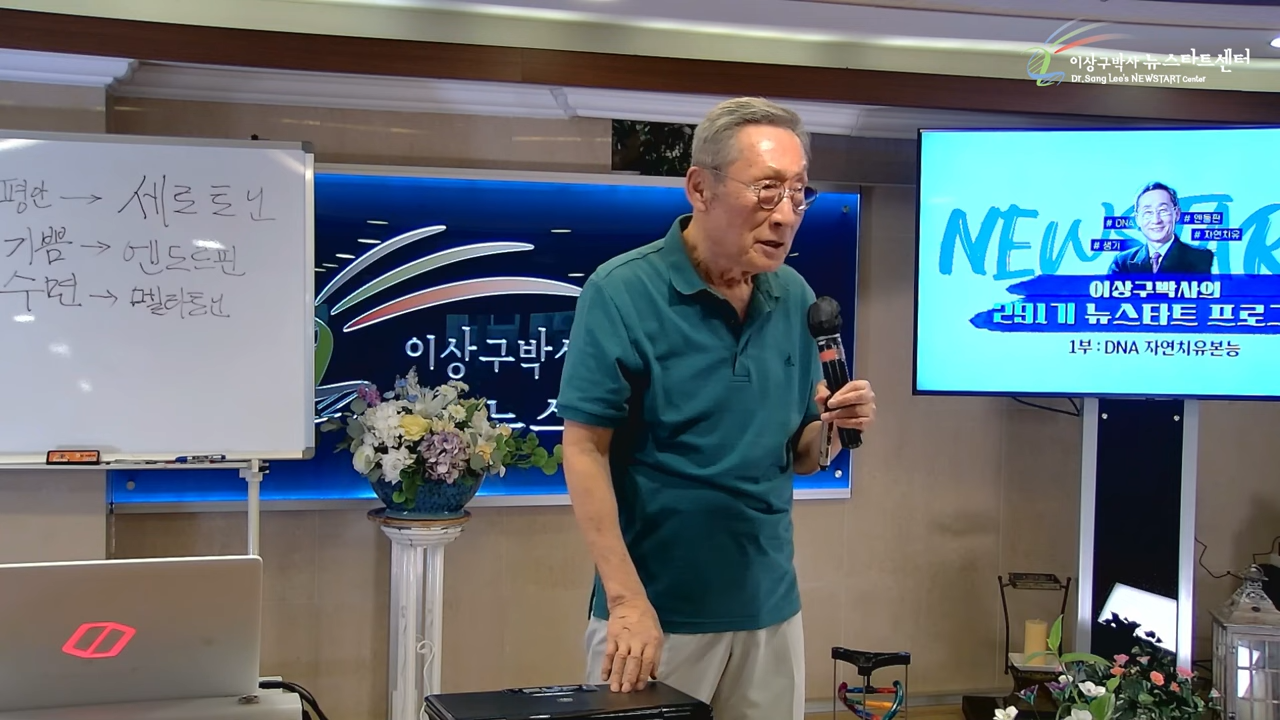 이상구박사 뉴스타트센터
Dr. Sang Lee's NEWSTART Center
평안 → 세로토닌
기쁨 → 엔도르핀
수면 → 멜라토닌
이상구박
NEWSTAR
# DNA
# 엔돌핀
# 생기
# 자연치유
이상구박사의
291기 뉴스타트 프로그
1부 : DNA 자연치유본능